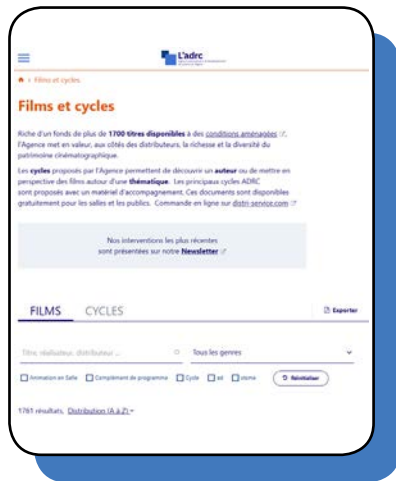 L'adrc
> Films et cycles
Films et cycles
Riche d'un fonds de plus de 1700 titres disponibles à des conditions aménagées,
l'Agence met en valeur, aux côtés des distributeurs, la richesse et la diversité du
patrimoine cinématographique.
Les cycles proposés par l'Agence permettent de découvrir un auteur ou de mettre en
perspective des films autour d'une thématique. Les principaux cycles ADRC
sont proposés avec un matériel d'accompagnement. Ces documents sont disponibles
gratuitement pour les salles et les publics. Commande en ligne sur distri-service.com
Nos interventions les plus récentes
sont présentées sur notre Newsletter
FILMS CYCLES Exporter
Titre, réalisateur, distributeur ... Tous les genres
Animation en Salle Complément de programme Cycle ad Réinitialiser
1761 résultats, Distribution (A à Z)